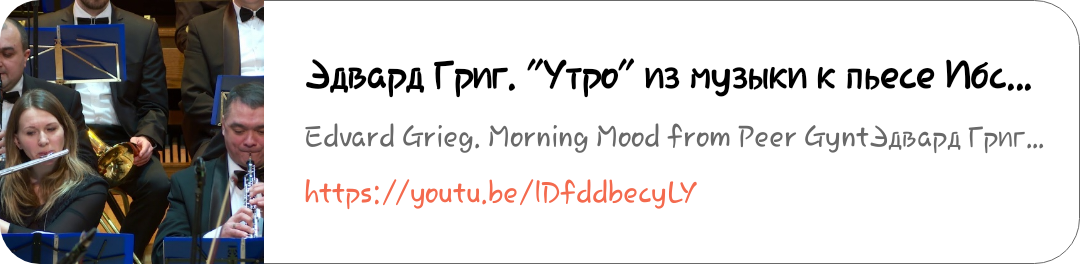 Эдвард Григ. "Утро" из музыки к пьесе Ибс...
Edvard Grieg. Morning Mood from Peer GyntЭдвард Григ...
https://youtu.be/lDfddbecyLY